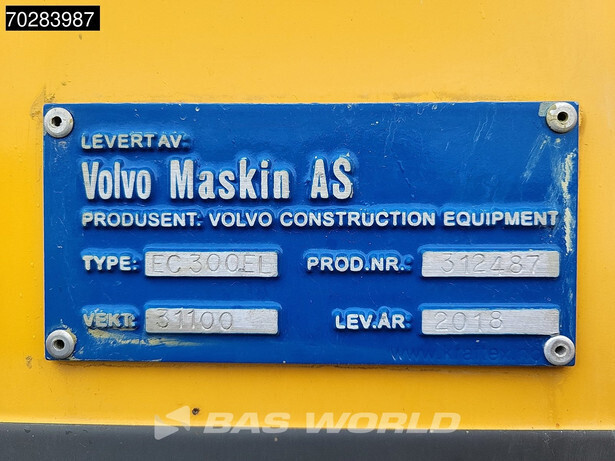 70283987
LEVERT AV:
Volvo Maskin AS
PRODUSENT: VOLVO CONSTRUCTION EQUIPMENT
TYPE: EC300EL PROD.NR.: 312487
VEKT: 31100 LEV.ÅR: 2018
BAS WORLD